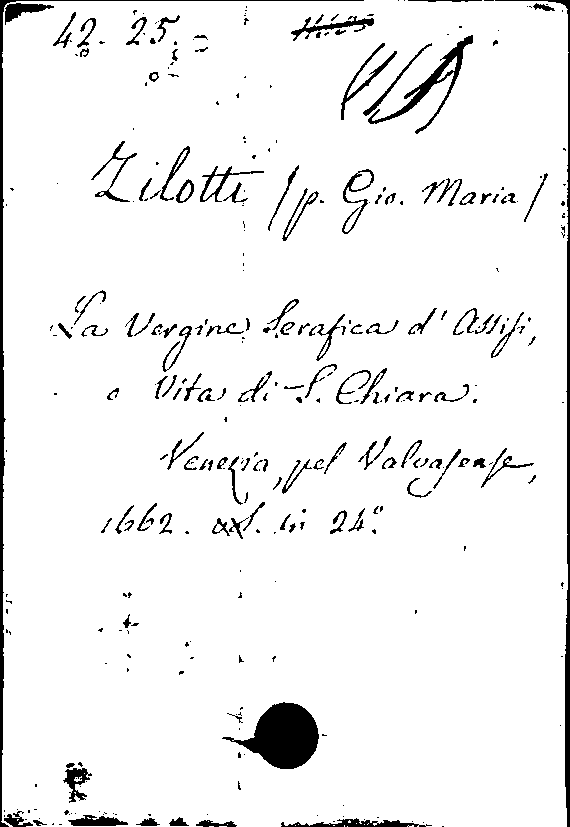 42. 25.
Zilotti /p. Gio. Maria/
La Vergine Serafica d' Assisi,
o Vita di S. Chiara.
Venezia, pel Valvasense,
1662. in 24.º